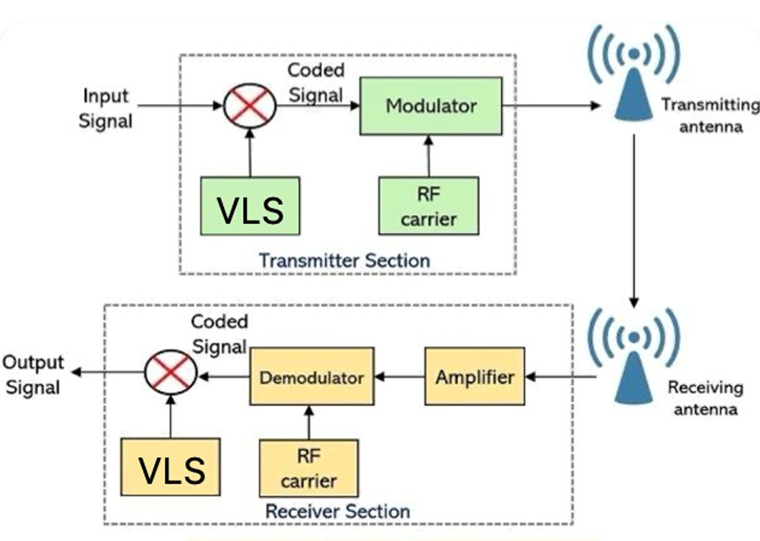 Input
Signal
Coded
Signal
Modulator
Transmitting
antenna
VLS
RF
carrier
Transmitter Section
Output
Signal
Coded
Signal
Demodulator
Amplifier
Receiving
antenna
VLS
RF
carrier
Receiver Section